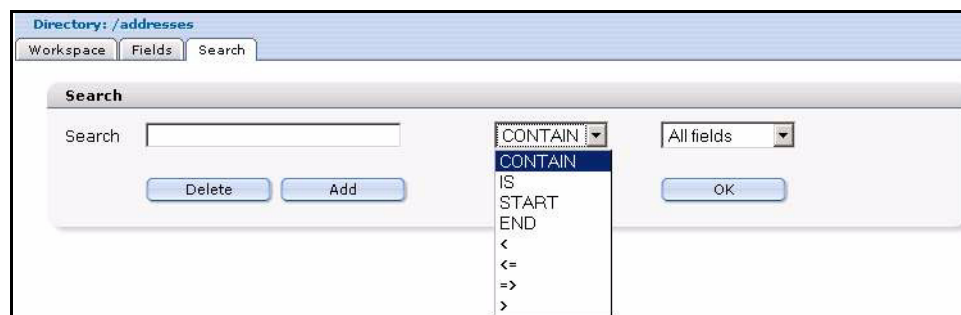 Directory: /addresses
Workspace Fields Search
Search
Search CONTAIN All fields
CONTAIN
Delete Add IS OK
START
END
<
<=
=>
>